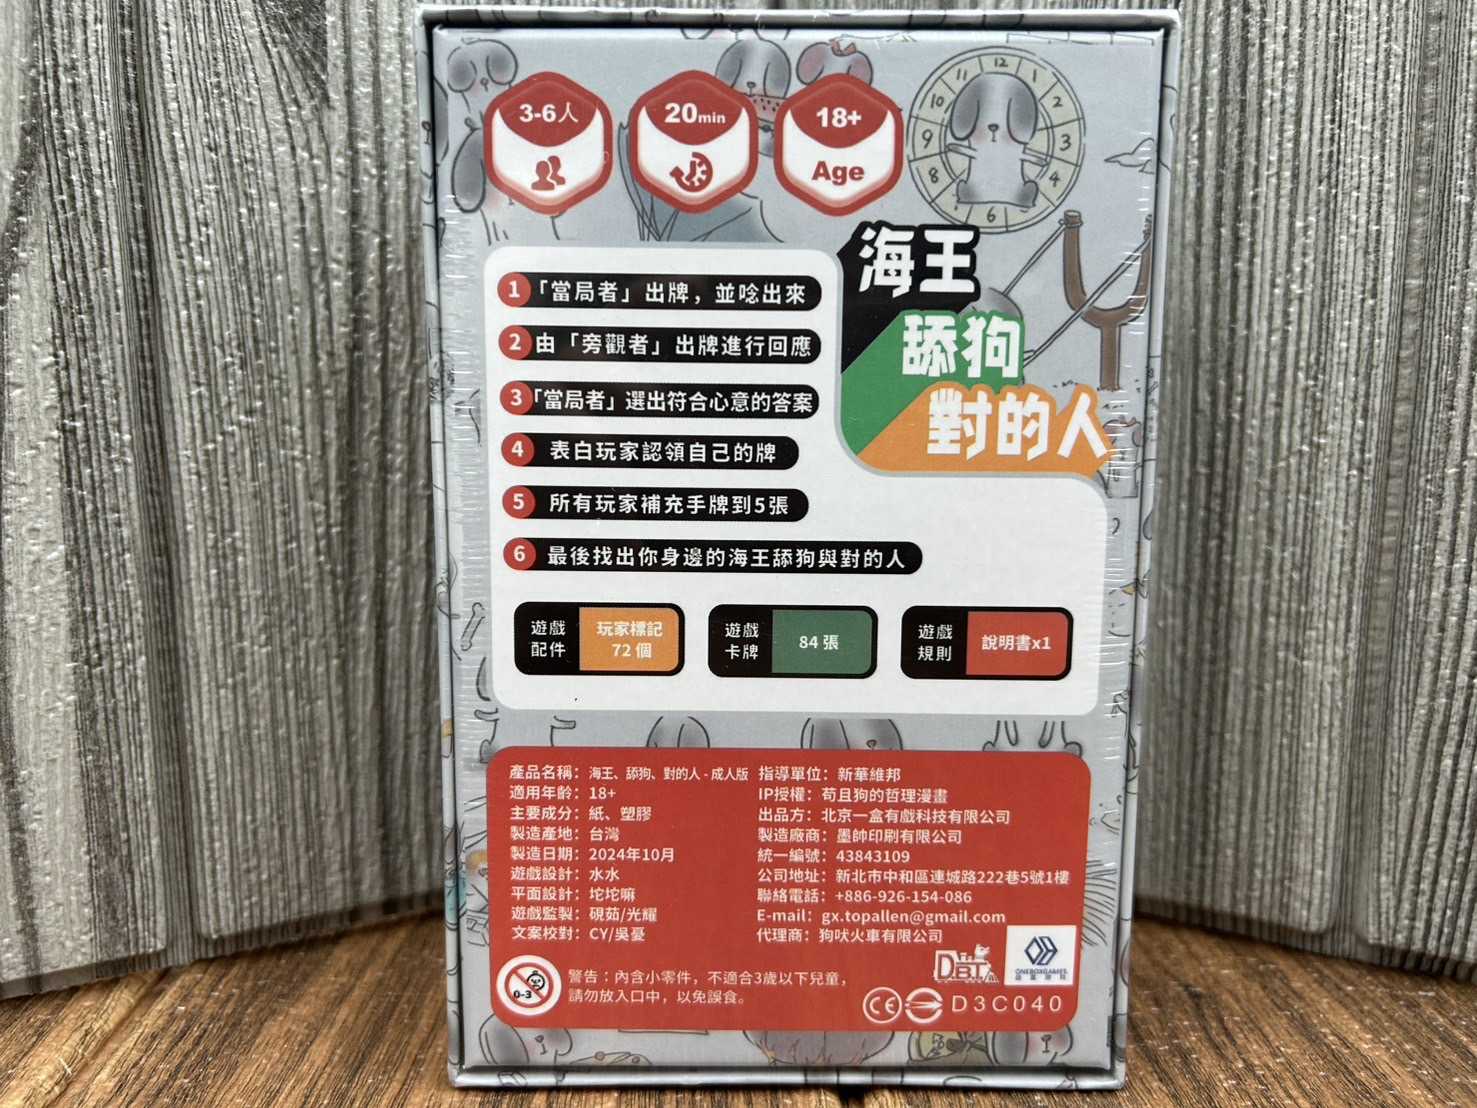 3-6人
20min
18+
Age
12
1
2
3
4
6
8
9
10
11
海王
舔狗
對的人
1 「當局者」出牌，並唸出來
2 由「旁觀者」出牌進行回應
3 「當局者」選出符合心意的答案
4 表白玩家認領自己的牌
5 所有玩家補充手牌到5張
6 最後找出你身邊的海王舔狗與對的人
遊戲
配件
玩家標記
72 個
遊戲
卡牌
84 張
遊戲
規則
說明書x1
產品名稱：海王、舔狗、對的人 - 成人版
適用年齡：18+
主要成分：紙、塑膠
製造產地：台灣
製造日期：2024年10月
遊戲設計：水水
平面設計：坨坨嘛
遊戲監製：硯茹/光耀
文案校對：CY/吳憂
指導單位：新華維邦
IP授權：苟且狗的哲理漫畫
出品方：北京一盒有戲科技有限公司
製造廠商：墨帥印刷有限公司
統一編號：43843109
公司地址：新北市中和區連城路222巷5號1樓
聯絡電話：+886-926-154-086
E-mail：gx.topallen@gmail.com
代理商：狗吠火車有限公司
0-3
警告：內含小零件，不適合3歲以下兒童，
請勿放入口中，以免誤食。
DBT
ONEBOXGAMES
CE
D3C040